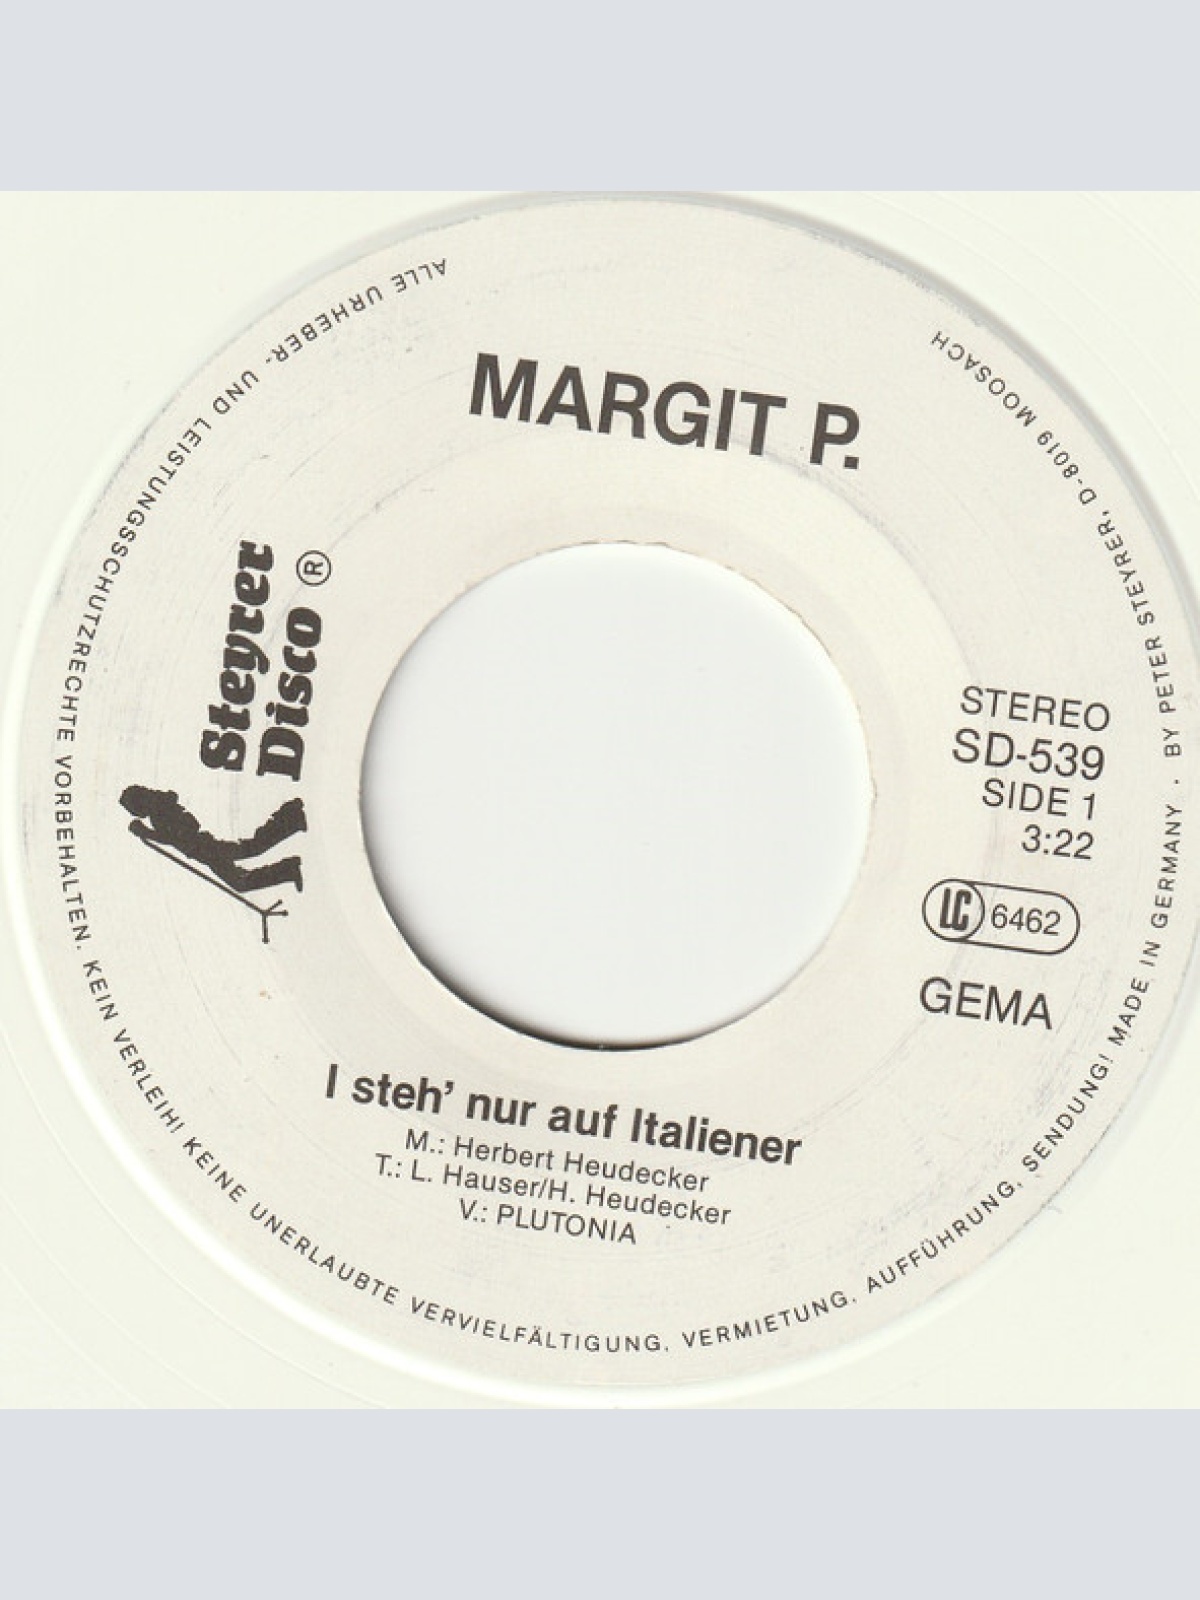 MARGIT P.
Steyrer
Disco ®
STEREO
SD-539
SIDE 1
3:22
LC 6462
GEMA
I steh' nur auf Italiener
M.: Herbert Heudecker
T.: L. Hauser/H. Heudecker
V.: PLUTONIA
ALLE URHEBER- UND LEISTUNGSSCHUTZRECHTE VORBEHALTEN. KEIN VERLEIH! KEINE UNERLAUBTE VERVIELFÄLTIGUNG, VERMIETUNG, AUFFÜHRUNG, SENDUNG! MADE IN GERMANY · BY PETER STEYRER, D-8019 MOOSACH